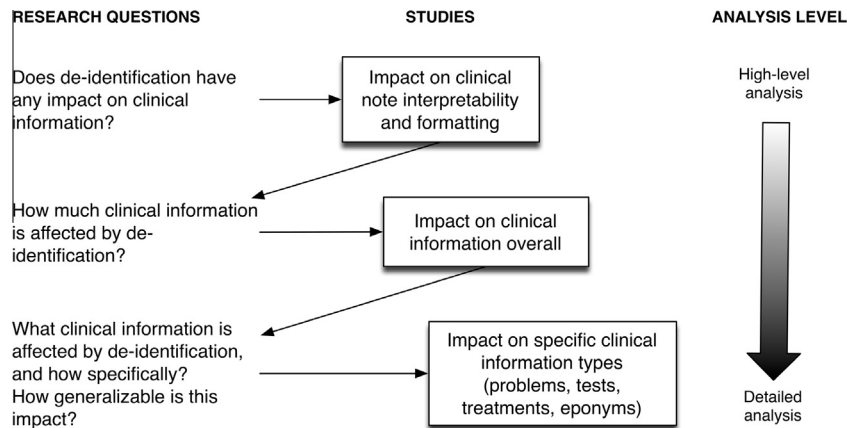 RESEARCH QUESTIONS
STUDIES
ANALYSIS LEVEL
Does de-identification have
any impact on clinical
information?
Impact on clinical
note interpretability
and formatting
High-level
analysis
How much clinical information
is affected by de-
identification?
Impact on clinical
information overall
What clinical information is
affected by de-identification,
and how specifically?
How generalizable is this
impact?
Impact on specific clinical
information types
(problems, tests,
treatments, eponyms)
Detailed
analysis